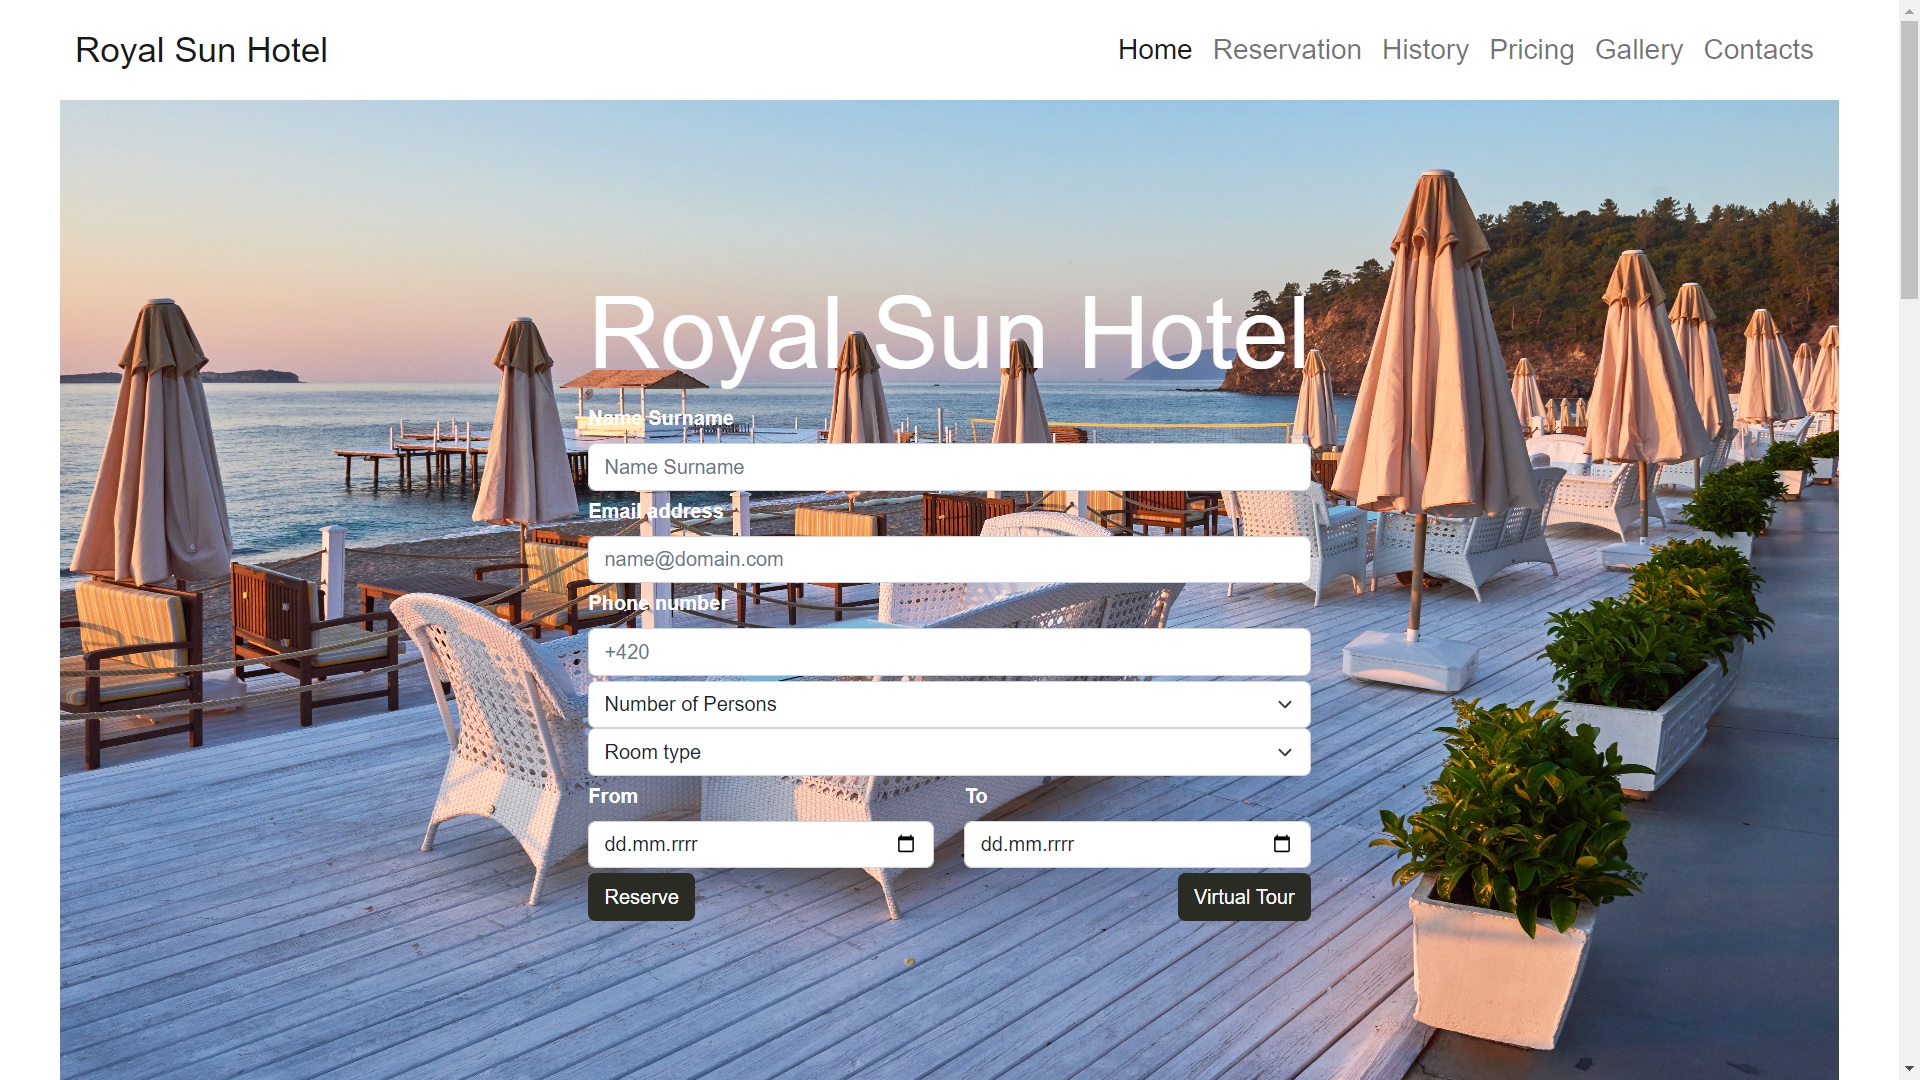 Royal Sun Hotel
Home Reservation History Pricing Gallery Contacts
Royal Sun Hotel
Name Surname
Name Surname
Email address
name@domain.com
Phone number
+420
Number of Persons
Room type
From To
dd.mm.rrrr dd.mm.rrrr
Reserve Virtual Tour